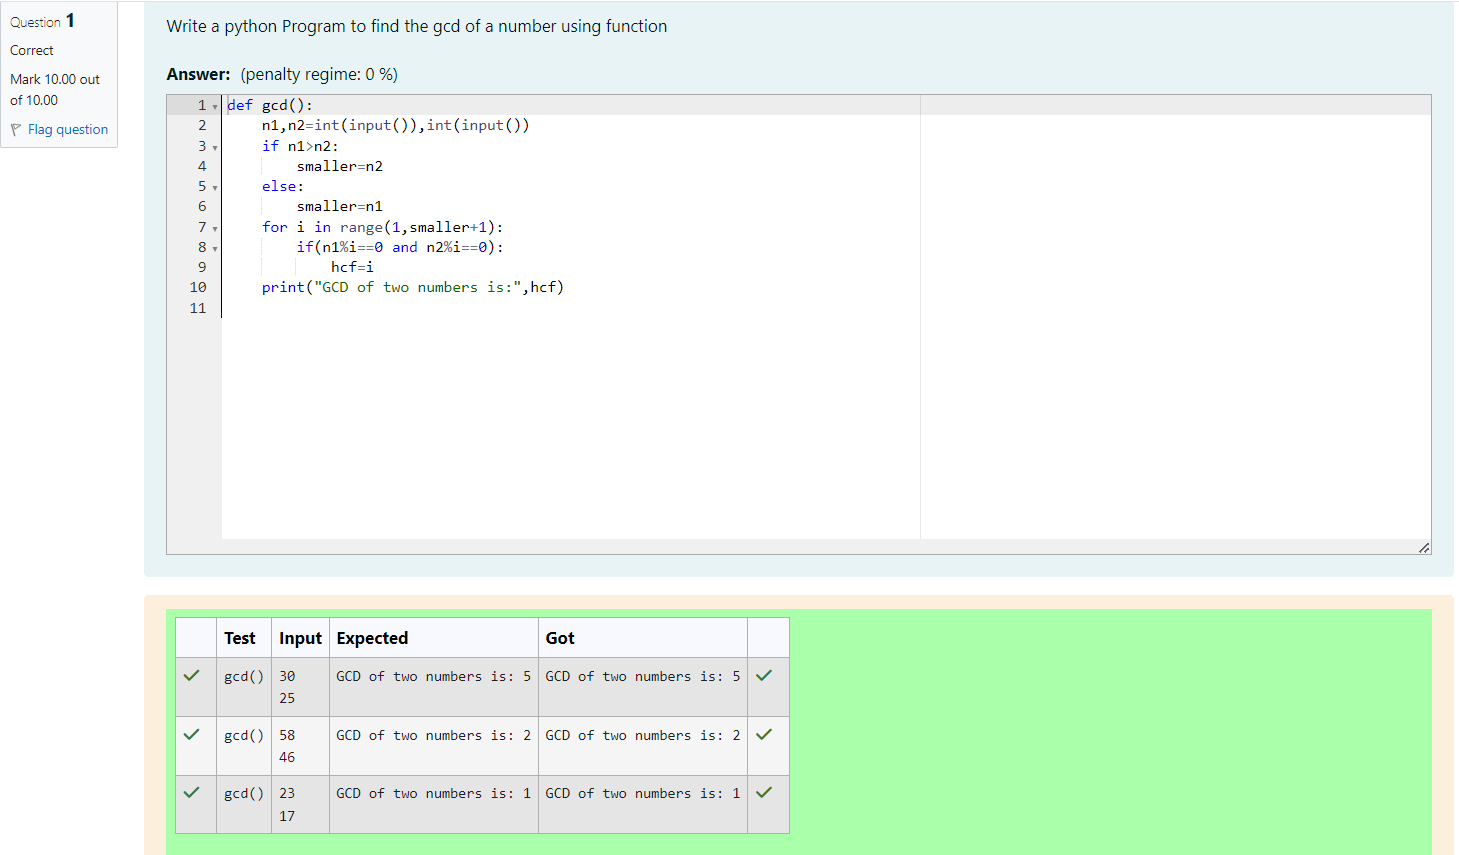 Question 1
Correct
Mark 10.00 out
of 10.00
Flag question
Write a python Program to find the gcd of a number using function
Answer: (penalty regime: 0 %)
1 def gcd():
2     n1,n2=int(input()),int(input())
3     if n1>n2:
4         smaller=n2
5     else:
6         smaller=n1
7     for i in range(1,smaller+1):
8         if(n1%i==0 and n2%i==0):
9             hcf=i
10     print("GCD of two numbers is:",hcf)
11
Test Input Expected Got
gcd() 30 GCD of two numbers is: 5 GCD of two numbers is: 5
25
gcd() 58 GCD of two numbers is: 2 GCD of two numbers is: 2
46
gcd() 23 GCD of two numbers is: 1 GCD of two numbers is: 1
17